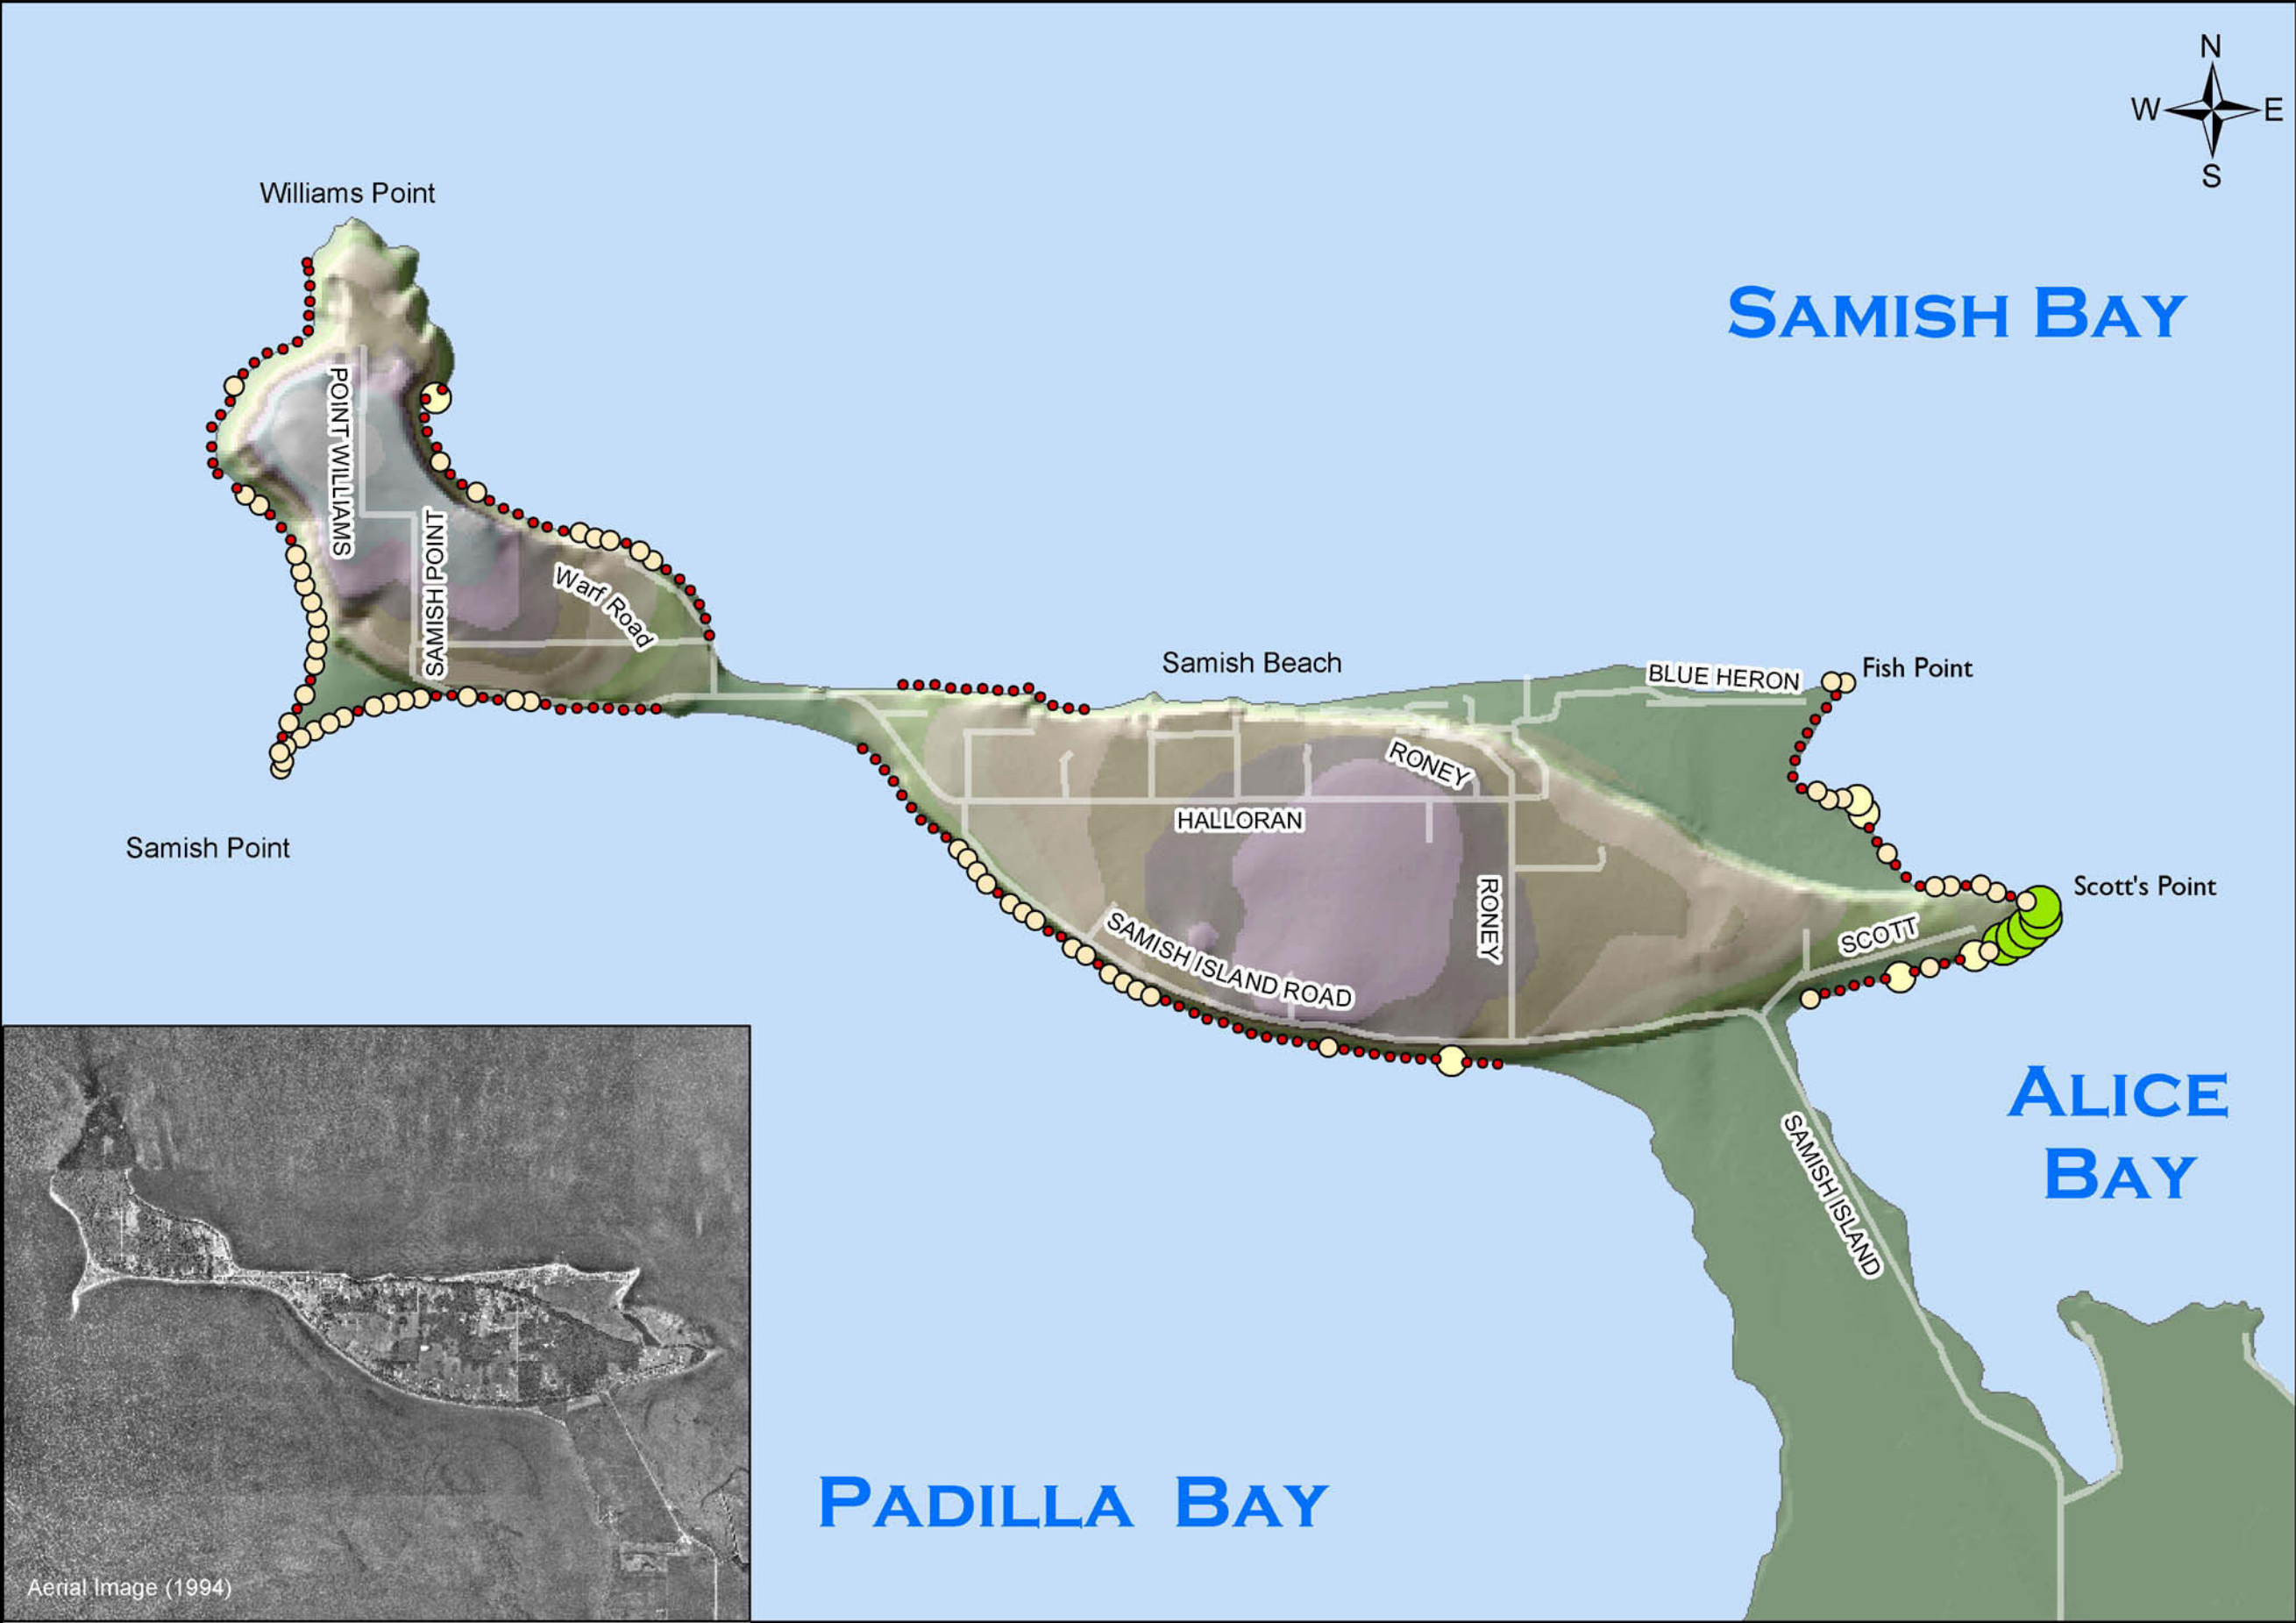 N
W E
S
Williams Point
SAMISH BAY
POINT WILLIAMS
SAMISH POINT
Warf Road
Samish Beach
BLUE HERON
Fish Point
RONEY
HALLORAN
Samish Point
RONEY
Scott's Point
SCOTT
SAMISH ISLAND ROAD
ALICE
BAY
SAMISH ISLAND
PADILLA BAY
Aerial Image (1994)